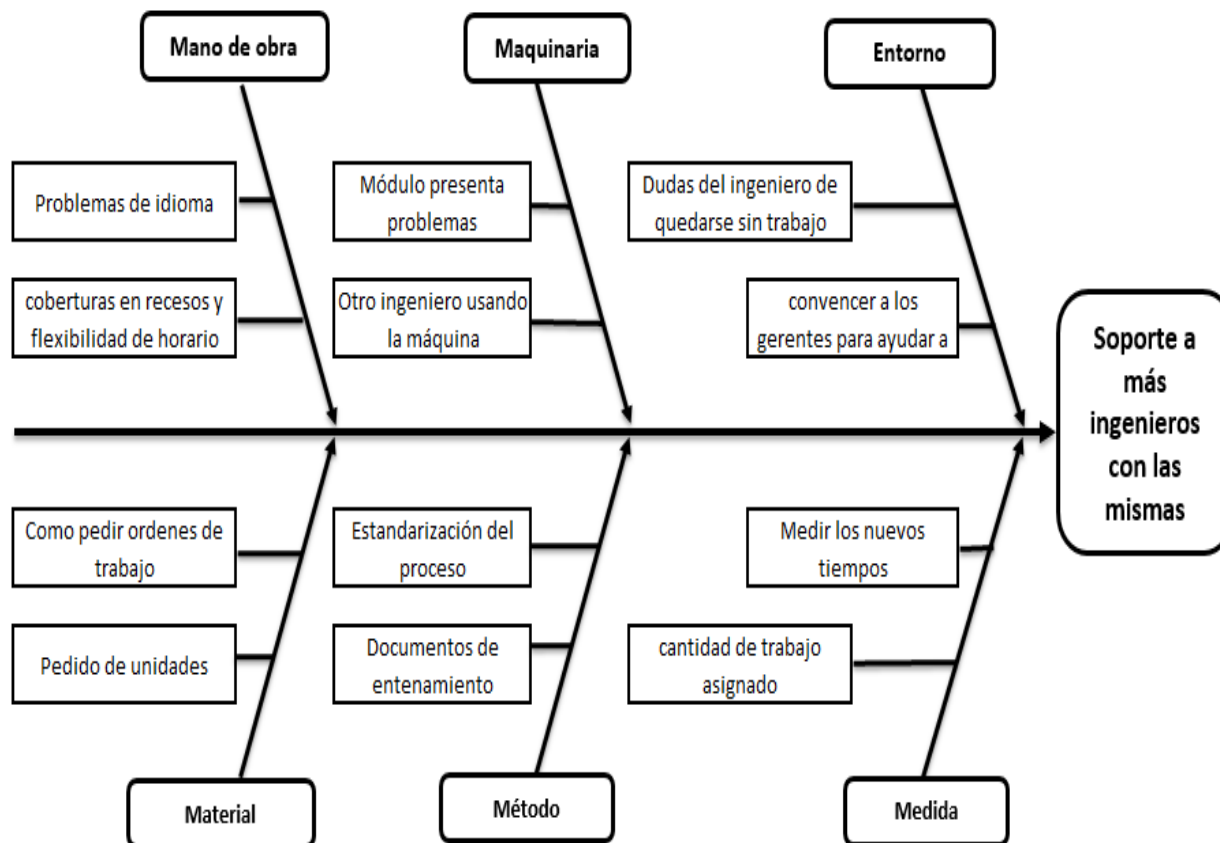 Mano de obra
Maquinaria
Entorno
Problemas de idioma
Módulo presenta
problemas
Dudas del ingeniero de
quedarse sin trabajo
coberturas en recesos y
flexibilidad de horario
Otro ingeniero usando
la máquina
convencer a los
gerentes para ayudar a
Soporte a
más
ingenieros
con las
mismas
Como pedir ordenes de
trabajo
Estandarización del
proceso
Medir los nuevos
tiempos
Pedido de unidades
Documentos de
entenamiento
cantidad de trabajo
asignado
Material
Método
Medida